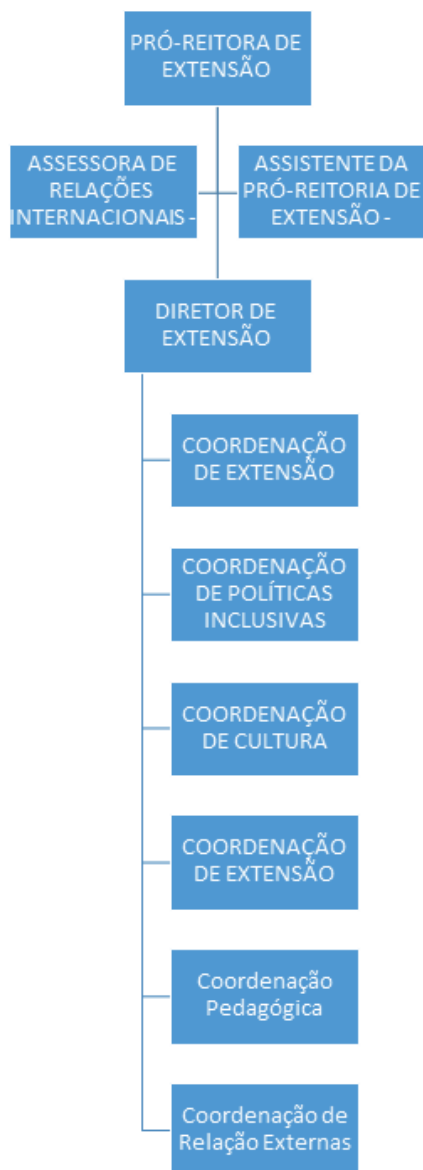 PRÓ-REITORA DE
EXTENSÃO
ASSESSORA DE
RELAÇÕES
INTERNACIONAIS -
ASSISTENTE DA
PRÓ-REITORIA DE
EXTENSÃO -
DIRETOR DE
EXTENSÃO
COORDENAÇÃO
DE EXTENSÃO
COORDENAÇÃO
DE POLÍTICAS
INCLUSIVAS
COORDENAÇÃO
DE CULTURA
COORDENAÇÃO
DE EXTENSÃO
Coordenação
Pedagógica
Coordenação de
Relação Externas